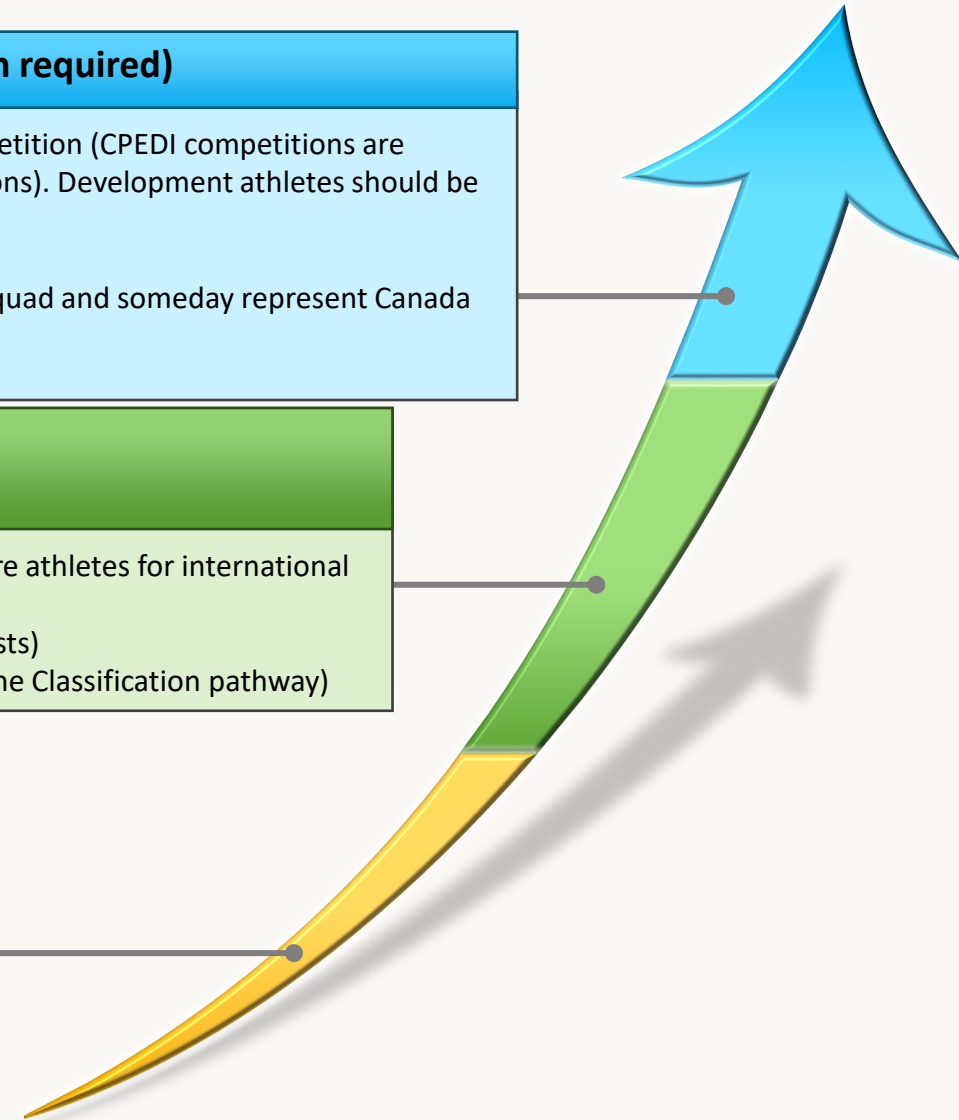 n required)
etition (CPEDI competitions are
ons). Development athletes should be
quad and someday represent Canada
re athletes for international
sts)
ne Classification pathway)